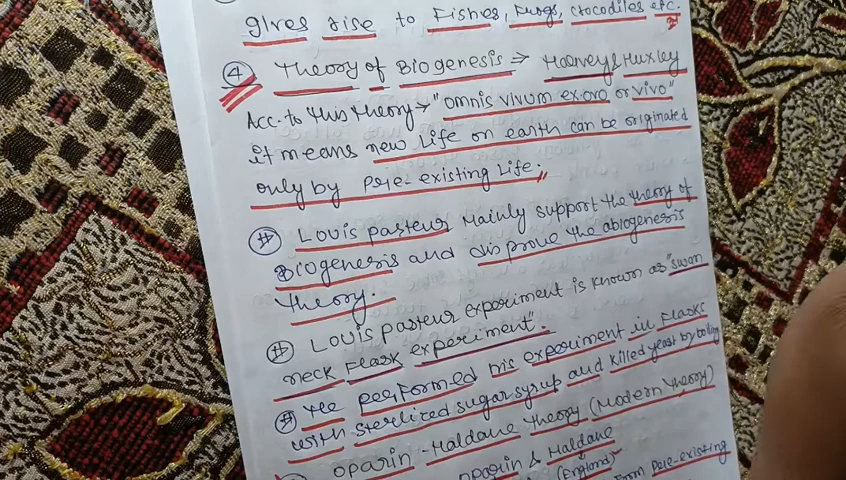 gives rise to Fishes, Frogs, crocodiles etc.
④ Theory of Biogenesis ⇒ Harvey & Huxley
Acc. to this theory → "omnis vivum ex ovo or vivo"
it means new life on earth can be originated
only by pre-existing life.
# Louis pasteur mainly support the theory of
Biogenesis and disprove the abiogenesis
theory.
# Louis pasteur experiment is known as "swan
neck Flask experiment".
# He performed his experiment in Flasks
with sterilized sugar syrup and killed yeast by boiling
oparin - Haldane theory (Modern theory)
oparin & Haldane
(England)
From pre-existing